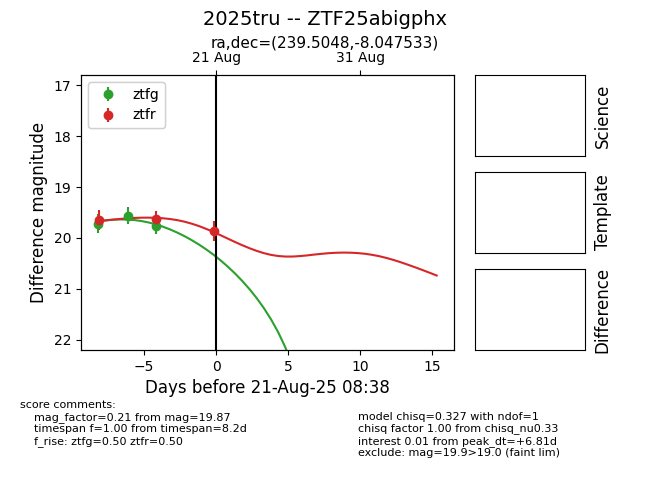 2025tru -- ZTF25abigphx
ra,dec=(239.5048,-8.047533)
21 Aug
31 Aug
ztfg
ztfr
17
18
19
20
21
22
Difference magnitude
−5
0
5
10
15
Days before 21-Aug-25 08:38
Science
Template
Difference
score comments:
mag_factor=0.21 from mag=19.87
timespan f=1.00 from timespan=8.2d
f_rise: ztfg=0.50 ztfr=0.50
model chisq=0.327 with ndof=1
chisq factor 1.00 from chisq_nu0.33
interest 0.01 from peak_dt=+6.81d
exclude: mag=19.9>19.0 (faint lim)